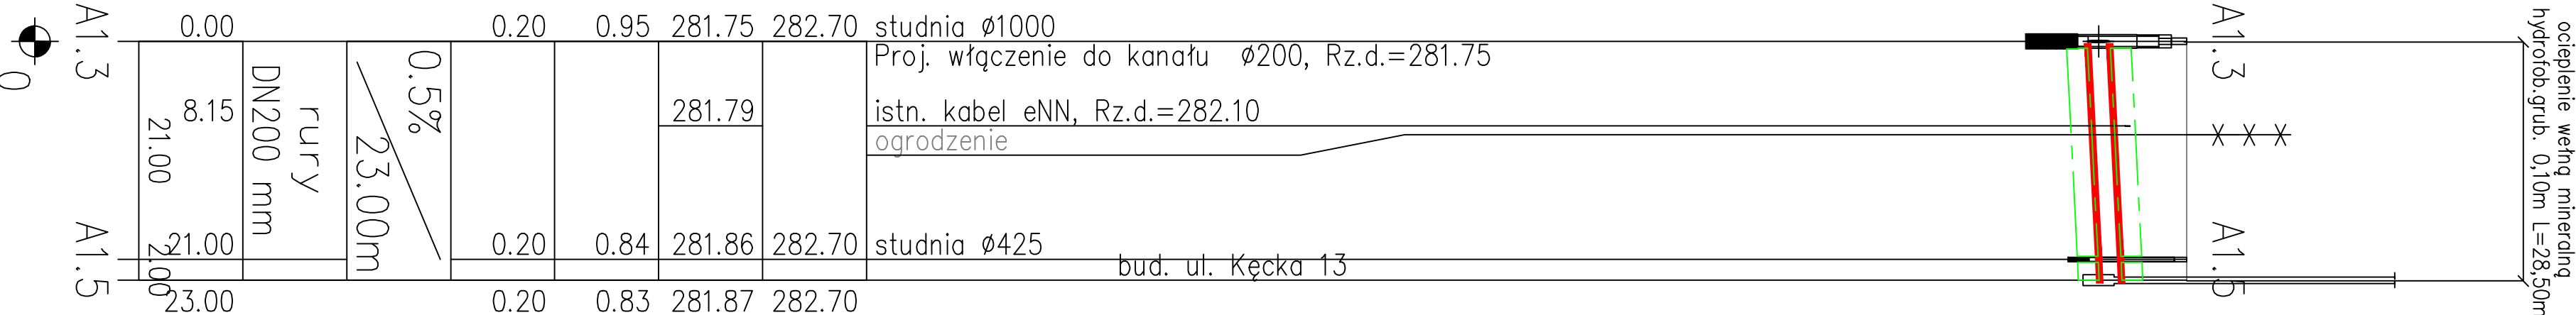 0.00 0.20 0.95 281.75 282.70 studnia ø1000
Proj. włączenie do kanału ø200, Rz.d.=281.75
8.15 281.79 istn. kabel eNN, Rz.d.=282.10
ogrodzenie
21.00 0.20 0.84 281.86 282.70 studnia ø425
bud. ul. Kęcka 13
23.00 0.20 0.83 281.87 282.70
0
A1.3
A1.5
21.00
2.00
rury
DN200 mm
0.5%
23.00m
A1.3
A1.5
ocieplenie wełną mineralną
hydrofob.grub. 0,10m L=28,50m